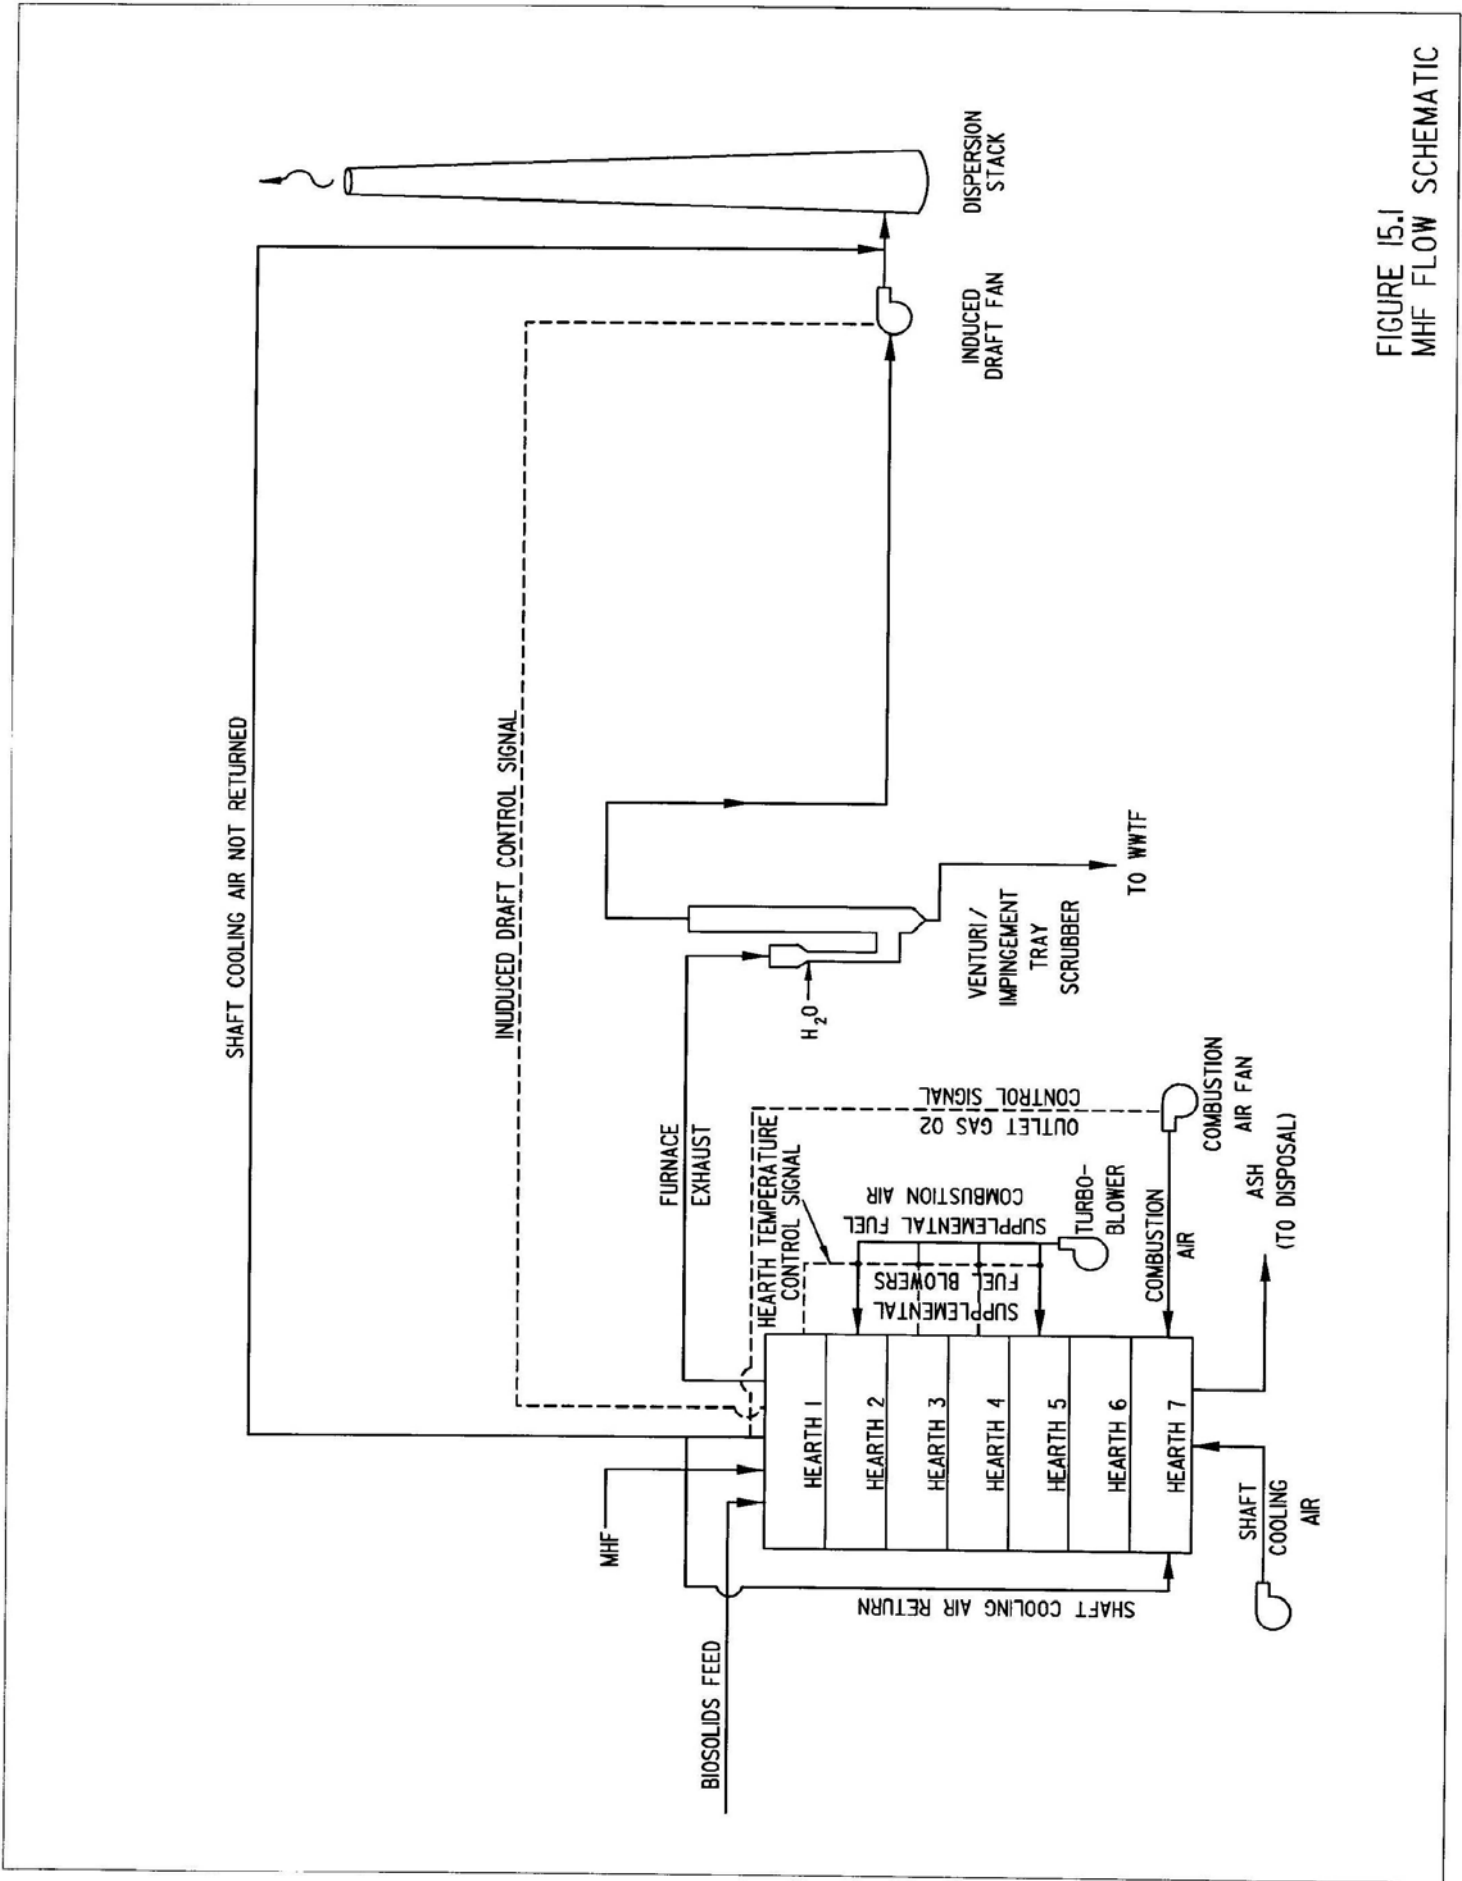 SHAFT COOLING AIR NOT RETURNED
INUDUCED DRAFT CONTROL SIGNAL
MHF
BIOSOLIDS FEED
FURNACE
EXHAUST
HEARTH TEMPERATURE
CONTROL SIGNAL
OUTLET GAS O2
CONTROL SIGNAL
H2O
VENTURI/
IMPINGEMENT
TRAY
SCRUBBER
TO WWTF
INDUCED
DRAFT FAN
DISPERSION
STACK
HEARTH 1
HEARTH 2
HEARTH 3
HEARTH 4
HEARTH 5
HEARTH 6
HEARTH 7
SUPPLEMENTAL
FUEL BLOWERS
SUPPLEMENTAL FUEL
COMBUSTION AIR
TURBO-
BLOWER
COMBUSTION
AIR
COMBUSTION
AIR FAN
SHAFT COOLING AIR RETURN
SHAFT
COOLING
AIR
ASH
(TO DISPOSAL)
FIGURE 15.1
MHF FLOW SCHEMATIC